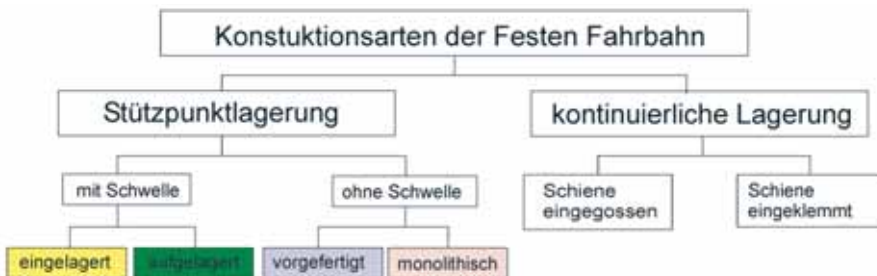 Konstuktionsarten der Festen Fahrbahn
Stützpunktlagerung
kontinuierliche Lagerung
mit Schwelle
ohne Schwelle
Schiene
eingegossen
Schiene
eingeklemmt
eingelagert
aufgelagert
vorgefertigt
monolithisch